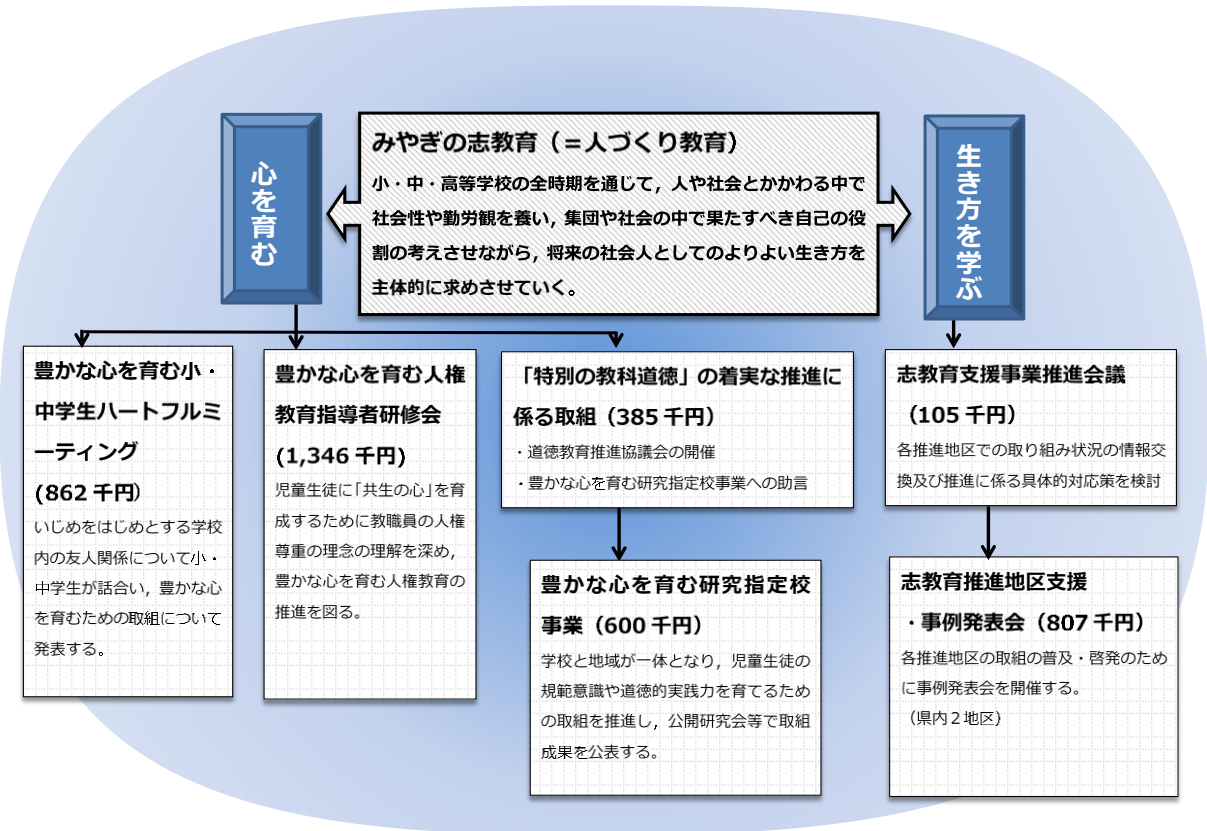 みやぎの志教育（＝人づくり教育）
小・中・高等学校の全時期を通じて，人や社会とかかわる中で
社会性や勤労観を養い，集団や社会の中で果たすべき自己の役
割の考えさせながら，将来の社会人としてのよりよい生き方を
主体的に求めさせていく。
心を育む
生き方を学ぶ
豊かな心を育む小・
中学生ハートフルミ
ーティング
(862 千円)
いじめをはじめとする学校
内の友人関係について小・
中学生が話合い，豊かな心
を育むための取組について
発表する。
豊かな心を育む人権
教育指導者研修会
(1,346 千円)
児童生徒に「共生の心」を育
成するために教職員の人権
尊重の理念の理解を深め，
豊かな心を育む人権教育の
推進を図る。
「特別の教科道徳」の着実な推進に
係る取組（385 千円）
・道徳教育推進協議会の開催
・豊かな心を育む研究指定校事業への助言
豊かな心を育む研究指定校
事業（600 千円）
学校と地域が一体となり，児童生徒の
規範意識や道徳的実践力を育てるため
の取組を推進し，公開研究会等で取組
成果を公表する。
志教育支援事業推進会議
（105 千円）
各推進地区での取り組み状況の情報交
換及び推進に係る具体的対応策を検討
志教育推進地区支援
・事例発表会（807 千円）
各推進地区の取組の普及・啓発のため
に事例発表会を開催する。
（県内２地区）